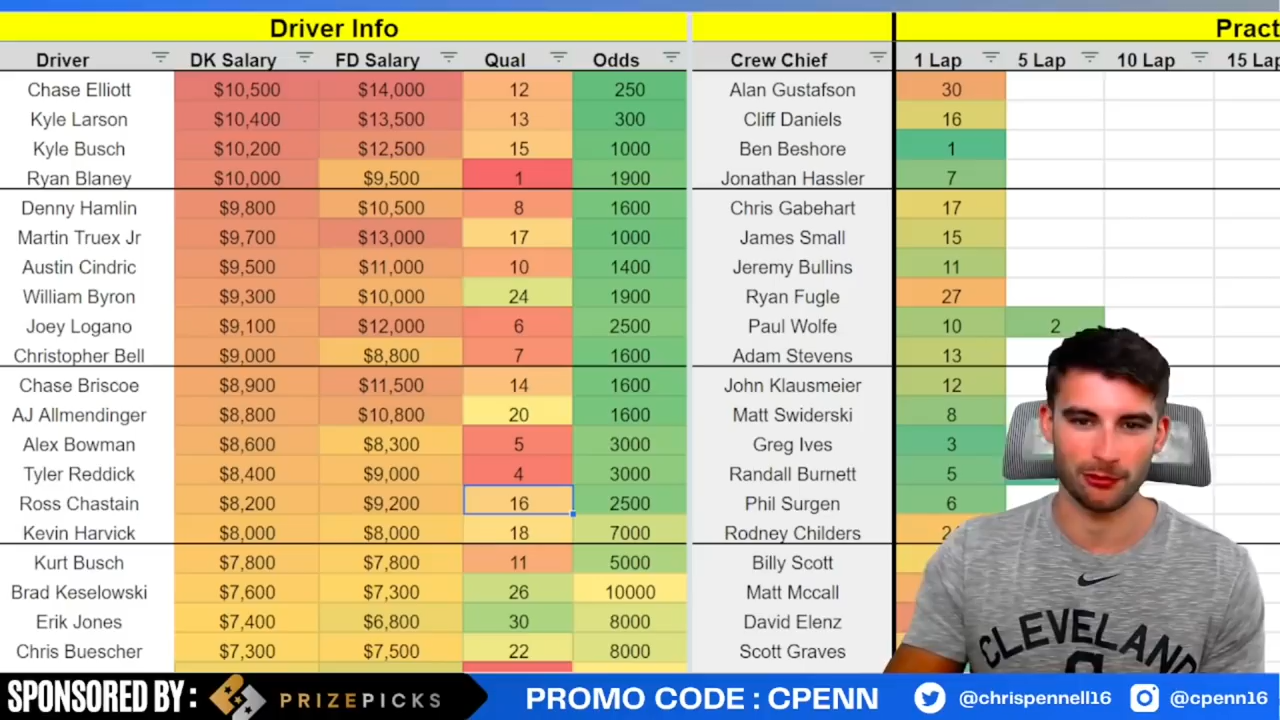 Driver Info Pract
Driver DK Salary FD Salary Qual Odds Crew Chief 1 Lap 5 Lap 10 Lap 15 Lap
Chase Elliott $10,500 $14,000 12 250 Alan Gustafson 30
Kyle Larson $10,400 $13,500 13 300 Cliff Daniels 16
Kyle Busch $10,200 $12,500 15 1000 Ben Beshore 1
Ryan Blaney $10,000 $9,500 1 1900 Jonathan Hassler 7
Denny Hamlin $9,800 $10,500 8 1600 Chris Gabehart 17
Martin Truex Jr $9,700 $13,000 17 1000 James Small 15
Austin Cindric $9,500 $11,000 10 1400 Jeremy Bullins 11
William Byron $9,300 $10,000 24 1900 Ryan Fugle 27
Joey Logano $9,100 $12,000 6 2500 Paul Wolfe 10 2
Christopher Bell $9,000 $8,800 7 1600 Adam Stevens 13
Chase Briscoe $8,900 $11,500 14 1600 John Klausmeier 12
AJ Allmendinger $8,800 $10,800 20 1600 Matt Swiderski 8
Alex Bowman $8,600 $8,300 5 3000 Greg Ives 3
Tyler Reddick $8,400 $9,000 4 3000 Randall Burnett 5
Ross Chastain $8,200 $9,200 16 2500 Phil Surgen 6
Kevin Harvick $8,000 $8,000 18 7000 Rodney Childers
Kurt Busch $7,800 $7,800 11 5000 Billy Scott
Brad Keselowski $7,600 $7,300 26 10000 Matt Mccall
Erik Jones $7,400 $6,800 30 8000 David Elenz
Chris Buescher $7,300 $7,500 22 8000 Scott Graves
CLEVELAND
C
SPONSORED BY: PRIZEPICKS PROMO CODE : CPENN @chrispennell16 @cpenn16